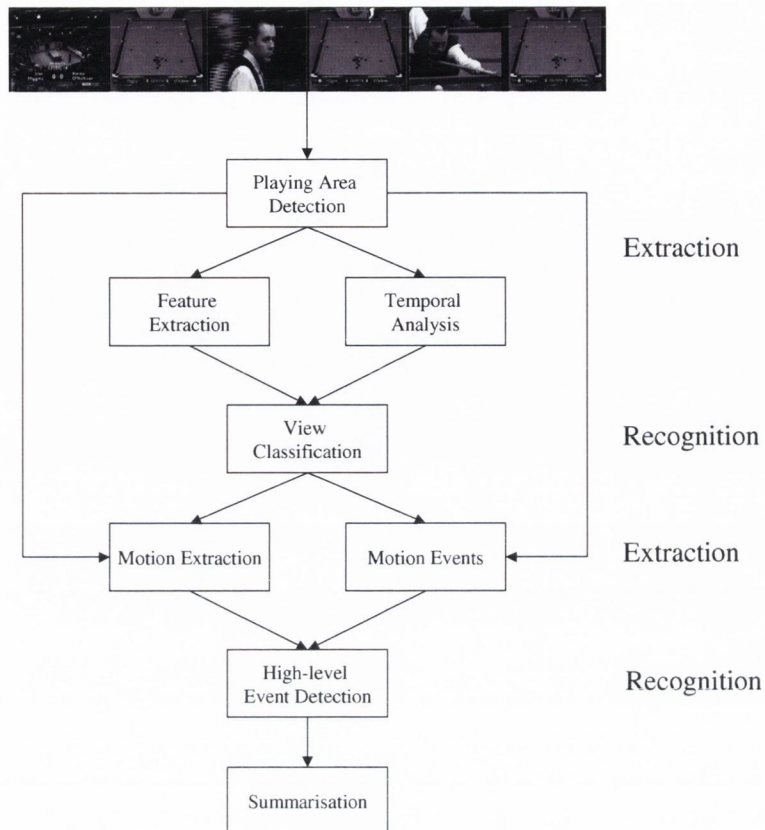 Playing Area
Detection
Extraction
Feature
Extraction
Temporal
Analysis
View
Classification
Recognition
Motion Extraction
Motion Events
Extraction
High-level
Event Detection
Recognition
Summarisation